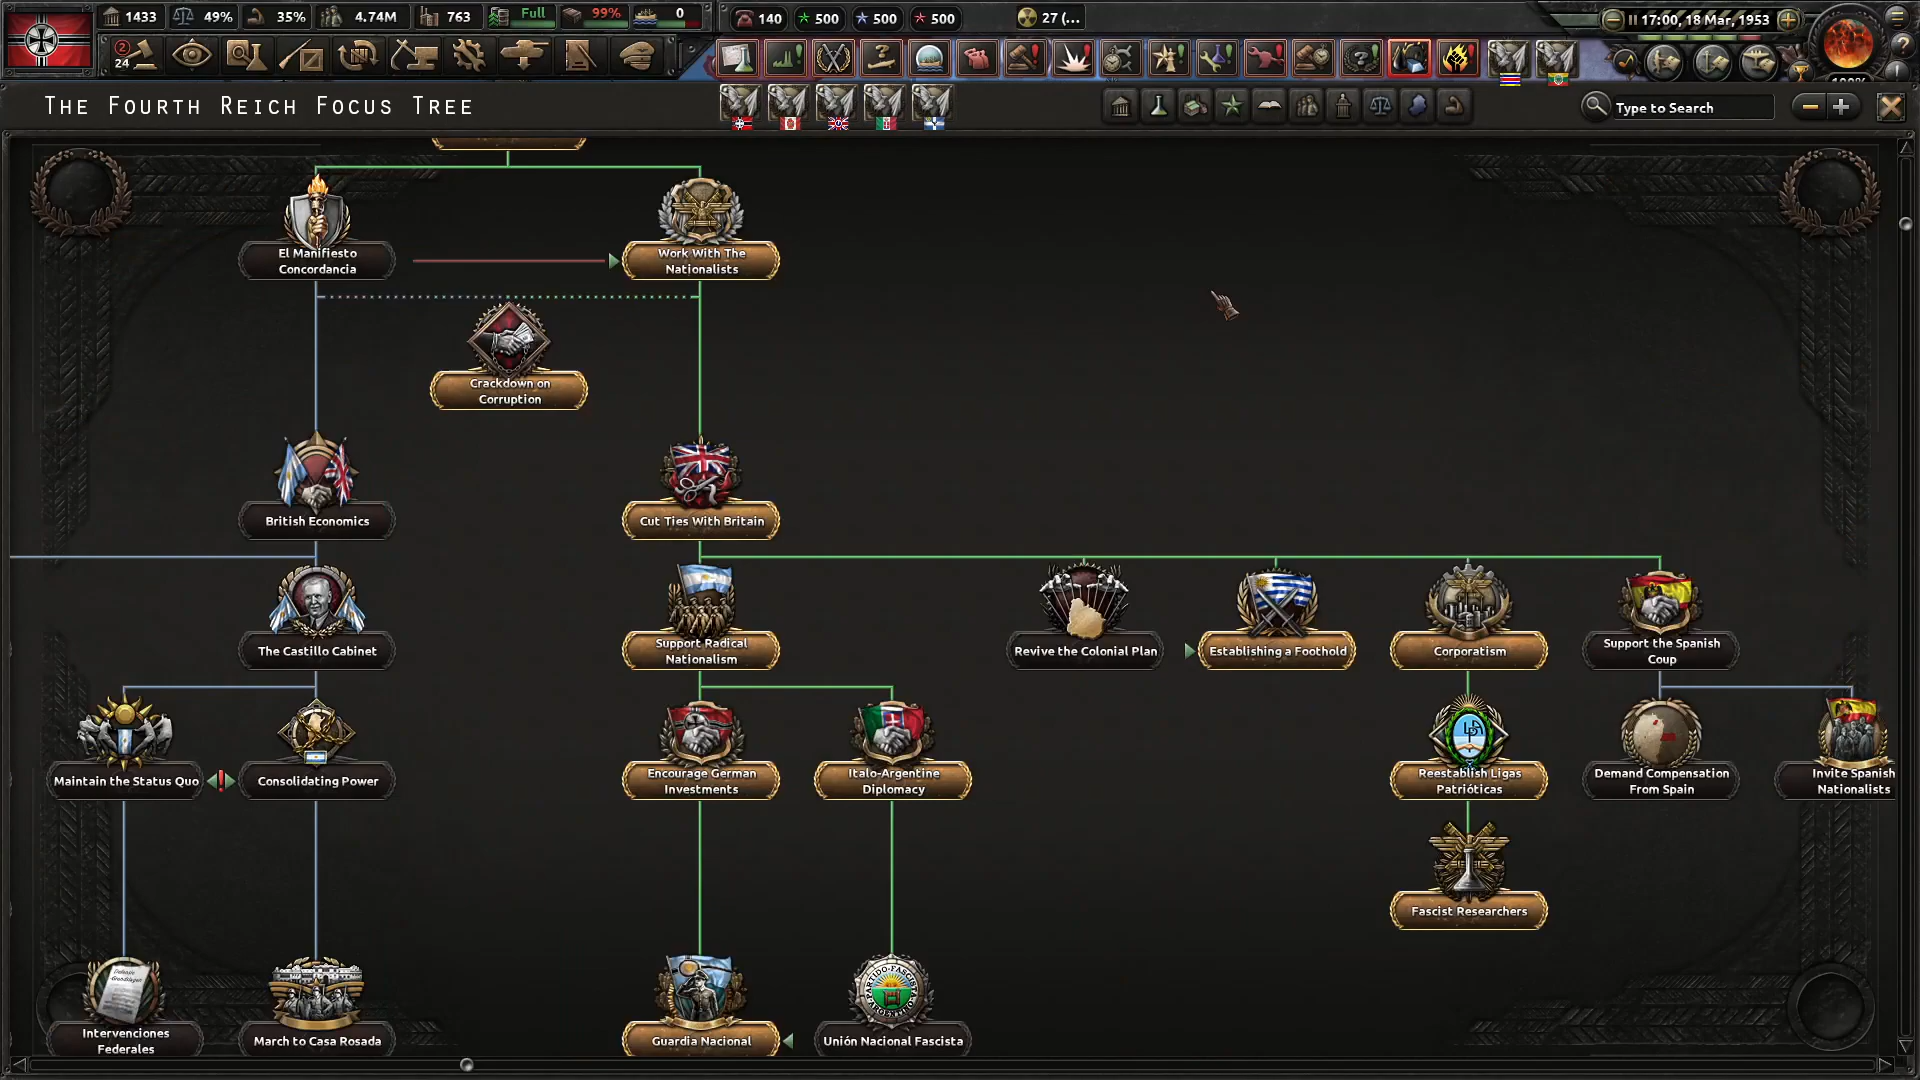 1433
49%
35%
4.74M
763
Full
99%
0
140
500
500
500
27 (...
17:00, 18 Mar, 1953
2
24
THE FOURTH REICH FOCUS TREE
Type to Search
El Manifiesto
Concordancia
Work With The
Nationalists
Crackdown on
Corruption
British Economics
Cut Ties With Britain
The Castillo Cabinet
Support Radical
Nationalism
Revive the Colonial Plan
Establishing a Foothold
Corporatism
Support the Spanish
Coup
Maintain the Status Quo
Consolidating Power
Encourage German
Investments
Italo-Argentine
Diplomacy
Reestablish Ligas
Patrióticas
Demand Compensation
From Spain
Invite Spanish
Nationalists
Fascist Researchers
Intervenciones
Federales
March to Casa Rosada
Guardia Nacional
Unión Nacional Fascista